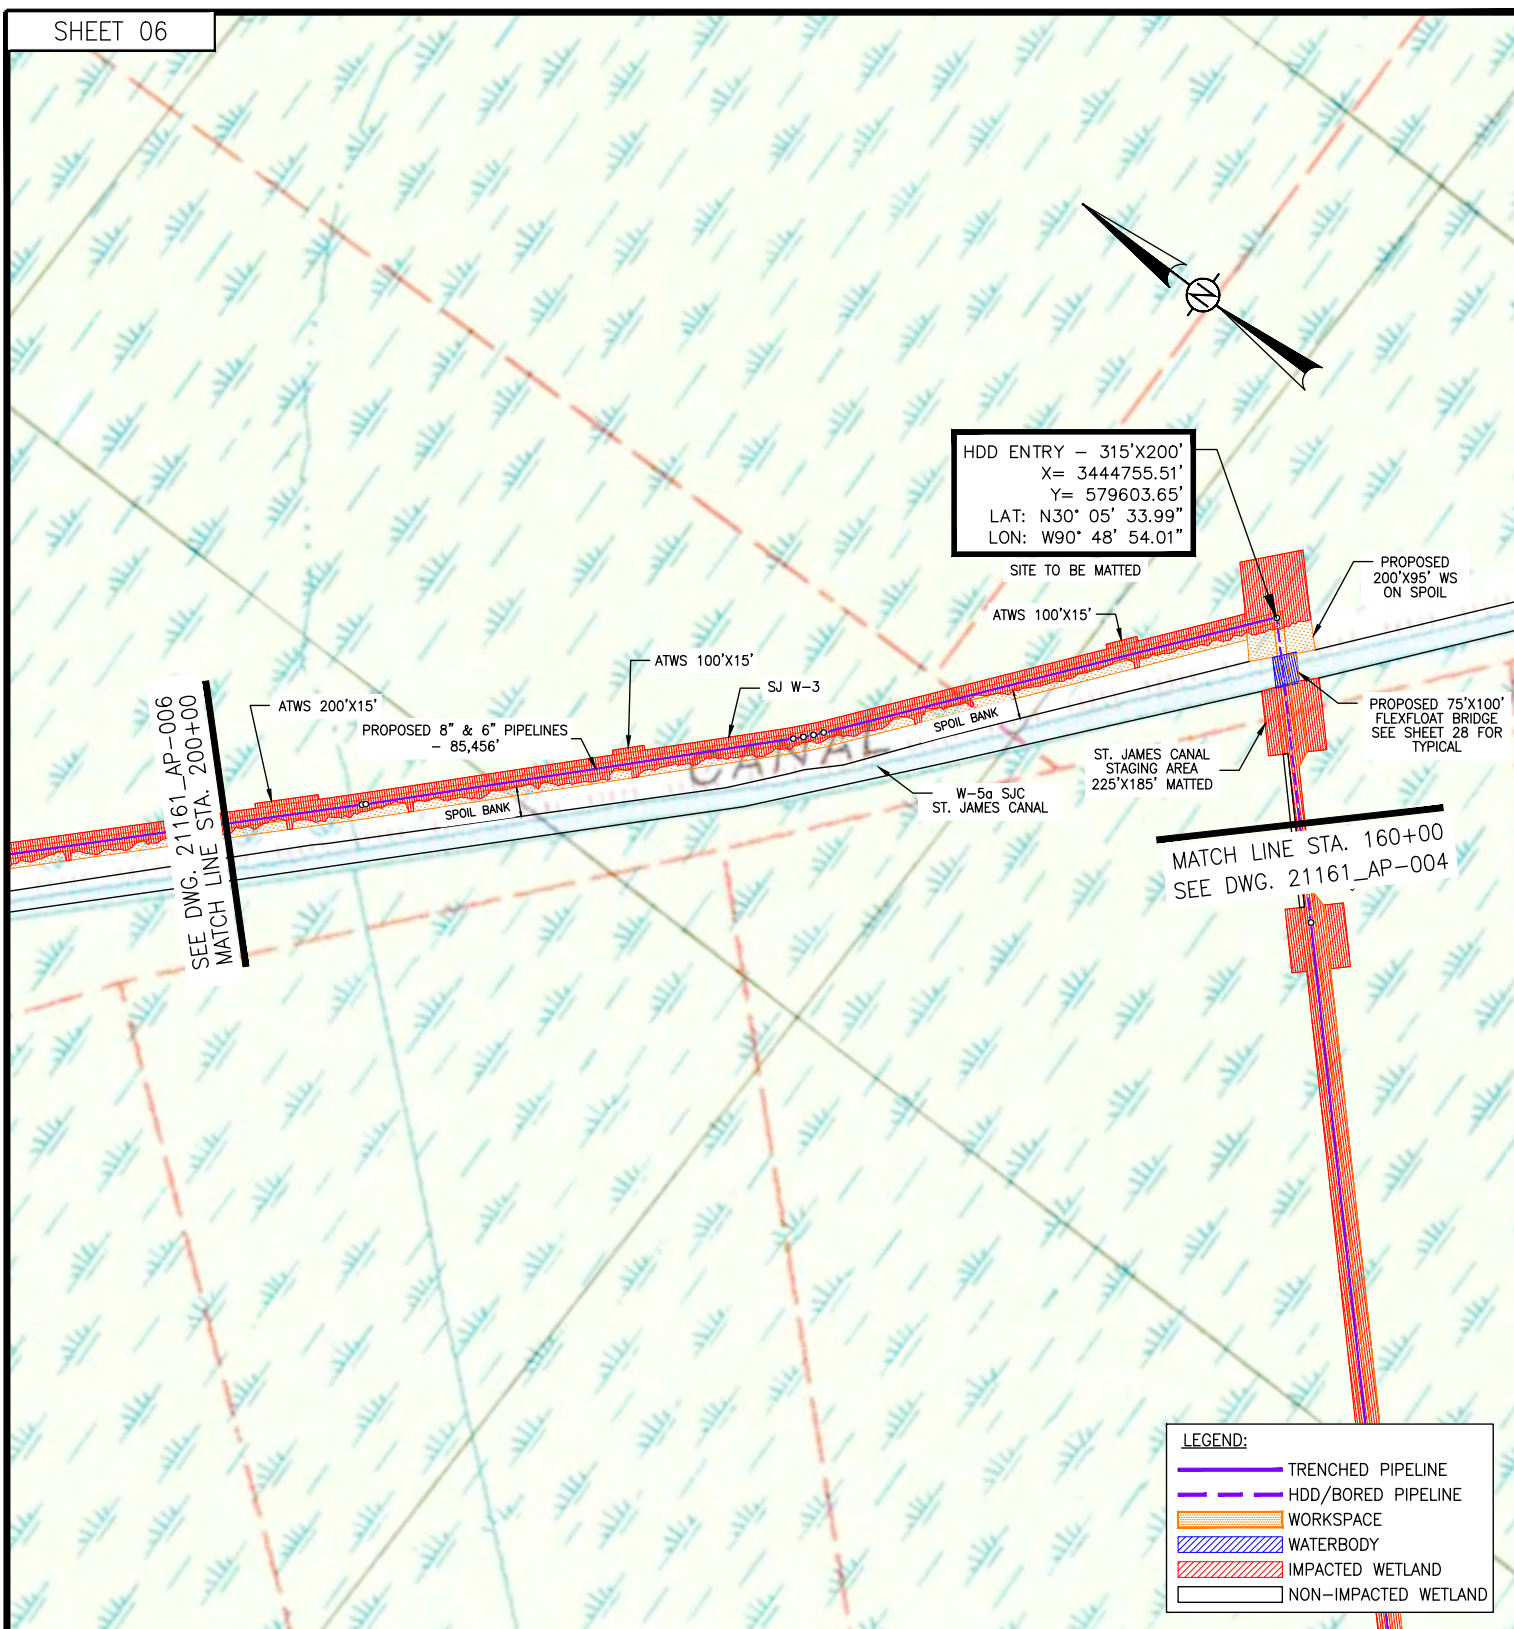 SHEET 06
N
HDD ENTRY – 315'X200'
X= 3444755.51'
Y= 579603.65'
LAT: N30° 05' 33.99"
LON: W90° 48' 54.01"
SITE TO BE MATTED
PROPOSED
200'X95' WS
ON SPOIL
ATWS 100'X15'
ATWS 100'X15'
SJ W-3
ATWS 200'X15'
PROPOSED 8" & 6" PIPELINES
– 85,456'
SPOIL BANK
SPOIL BANK
CANAL
SEE DWG. 21161_AP-006
MATCH LINE STA. 200+00
W-5a SJC
ST. JAMES CANAL
ST. JAMES CANAL
STAGING AREA
225'X185' MATTED
PROPOSED 75'X100'
FLEXFLOAT BRIDGE
SEE SHEET 28 FOR
TYPICAL
MATCH LINE STA. 160+00
SEE DWG. 21161_AP-004
LEGEND:
TRENCHED PIPELINE
HDD/BORED PIPELINE
WORKSPACE
WATERBODY
IMPACTED WETLAND
NON-IMPACTED WETLAND